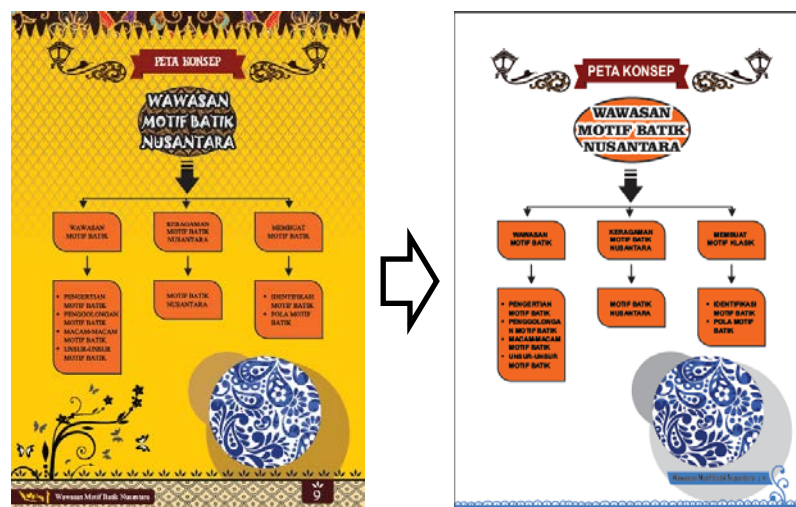 PETA KONSEP
WAWASAN
MOTIF BATIK
NUSANTARA
WAWASAN
MOTIF BATIK
KERAGAMAN
MOTIF BATIK
NUSANTARA
MEMBUAT
MOTIF BATIK
• PENGERTIAN
MOTIF BATIK
• PENGGOLONGAN
MOTIF BATIK
• MACAM-MACAM
MOTIF BATIK
• UNSUR-UNSUR
MOTIF BATIK
MOTIF BATIK
NUSANTARA
• IDENTIFIKASI
MOTIF BATIK
• POLA MOTIF
BATIK
Wawasan Motif Batik Nusantara
9
PETA KONSEP
WAWASAN
MOTIF BATIK
NUSANTARA
WAWASAN
MOTIF BATIK
KERAGAMAN
MOTIF BATIK
NUSANTARA
MEMBUAT
MOTIF KLASIK
• PENGERTIAN
MOTIF BATIK
• PENGGOLONGA
N MOTIF BATIK
• MACAM-MACAM
MOTIF BATIK
• UNSUR-UNSUR
MOTIF BATIK
MOTIF BATIK
NUSANTARA
• IDENTIFIKASI
MOTIF BATIK
• POLA MOTIF
BATIK
Wawasan Motif Batik Nusantara